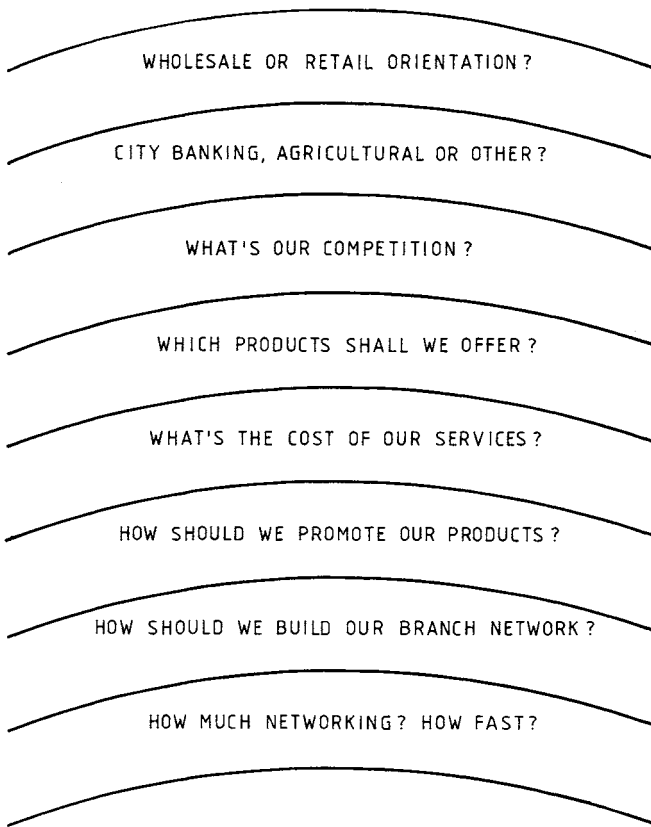 WHOLESALE OR RETAIL ORIENTATION?
CITY BANKING, AGRICULTURAL OR OTHER?
WHAT'S OUR COMPETITION?
WHICH PRODUCTS SHALL WE OFFER?
WHAT'S THE COST OF OUR SERVICES?
HOW SHOULD WE PROMOTE OUR PRODUCTS?
HOW SHOULD WE BUILD OUR BRANCH NETWORK?
HOW MUCH NETWORKING? HOW FAST?